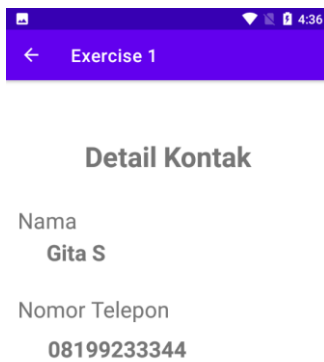 4:36
Exercise 1
Detail Kontak
Nama
Gita S
Nomor Telepon
08199233344